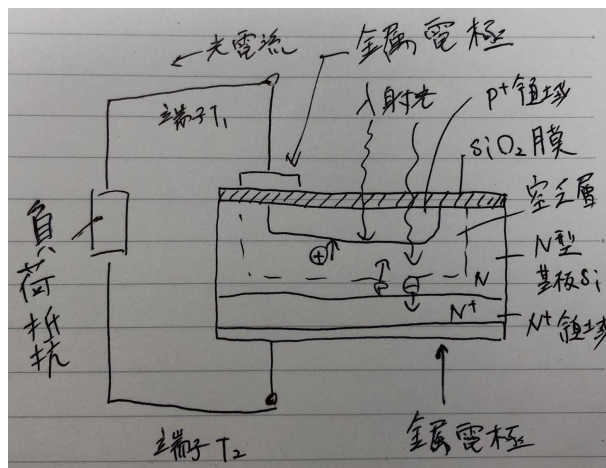 ←光電流
金属電極
入射光
P+領域
SiO2膜
端子T1
空乏層
N型
基板Si
負荷抵抗
⊕
⊖
N
N+
N+領域
金属電極
端子T2